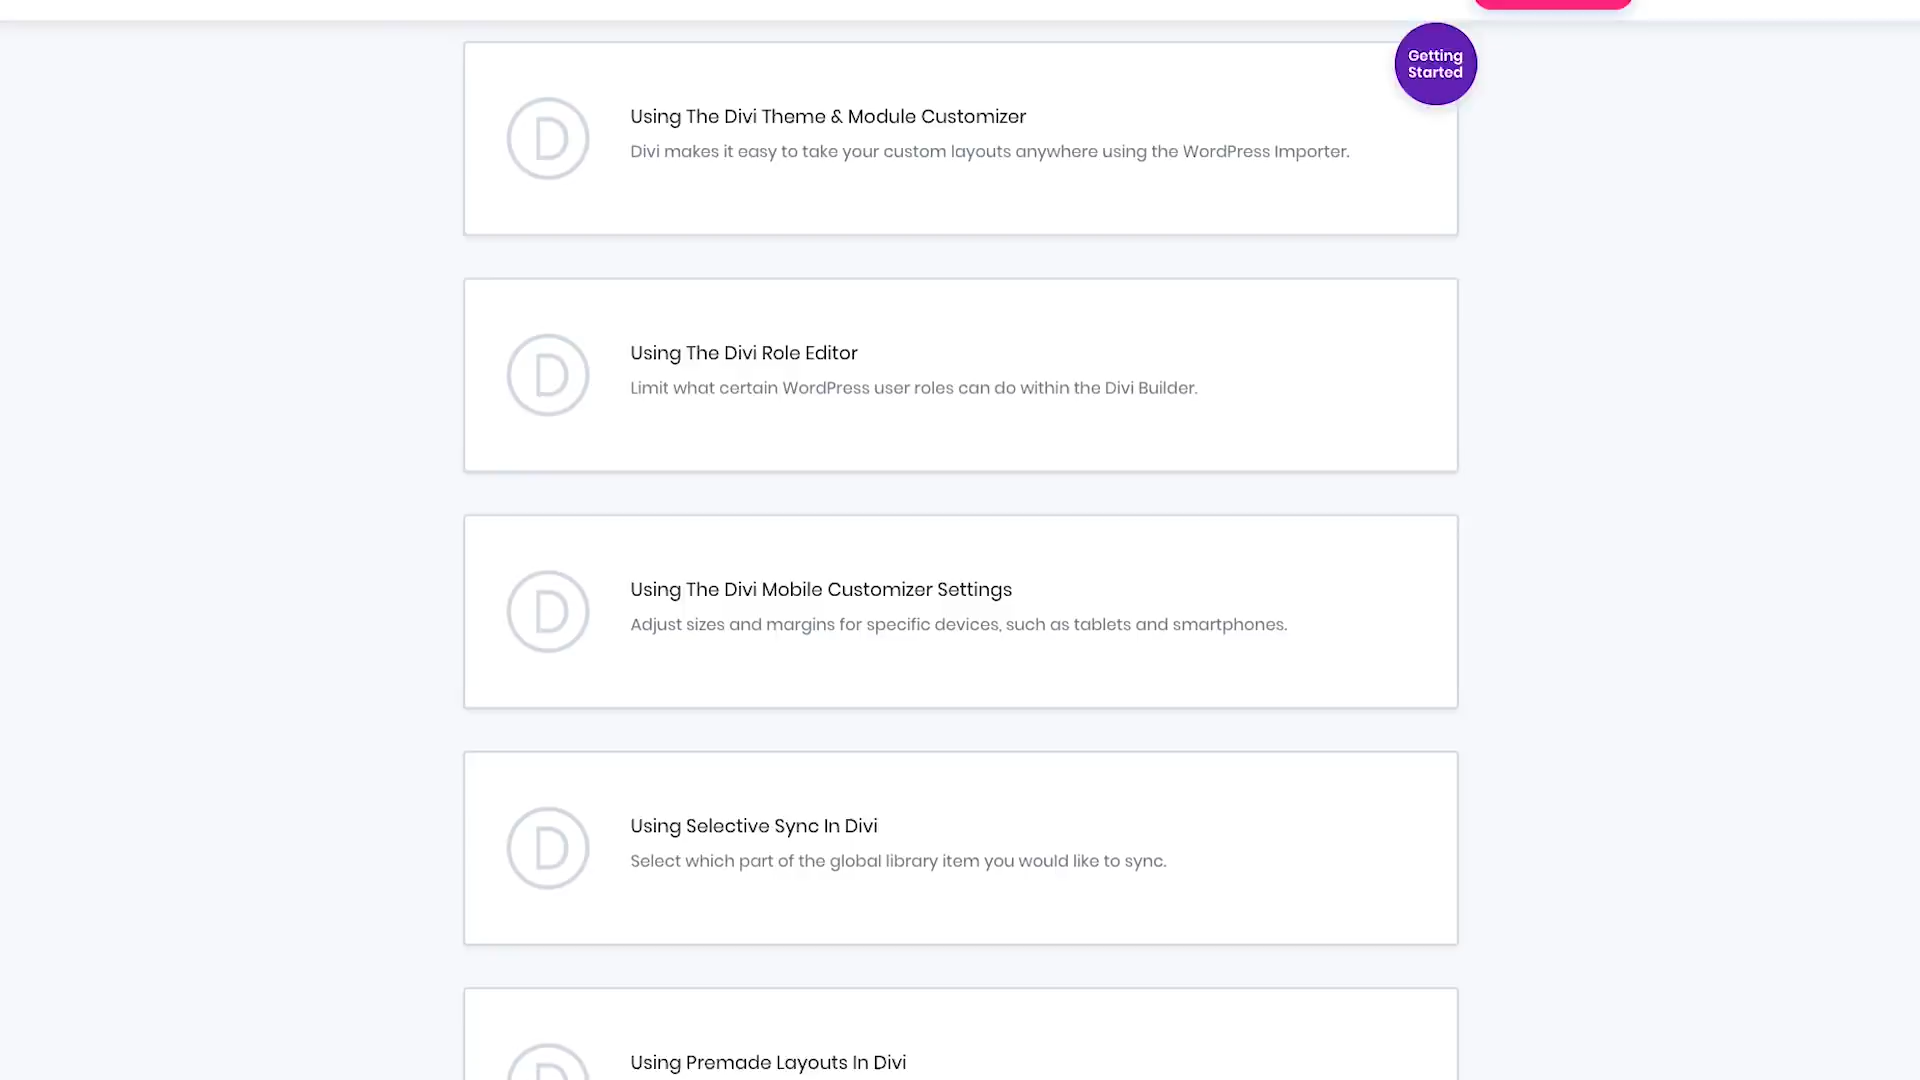 Getting
Started
Using The Divi Theme & Module Customizer
Divi makes it easy to take your custom layouts anywhere using the WordPress Importer.
Using The Divi Role Editor
Limit what certain WordPress user roles can do within the Divi Builder.
Using The Divi Mobile Customizer Settings
Adjust sizes and margins for specific devices, such as tablets and smartphones.
Using Selective Sync In Divi
Select which part of the global library item you would like to sync.
Using Premade Layouts In Divi